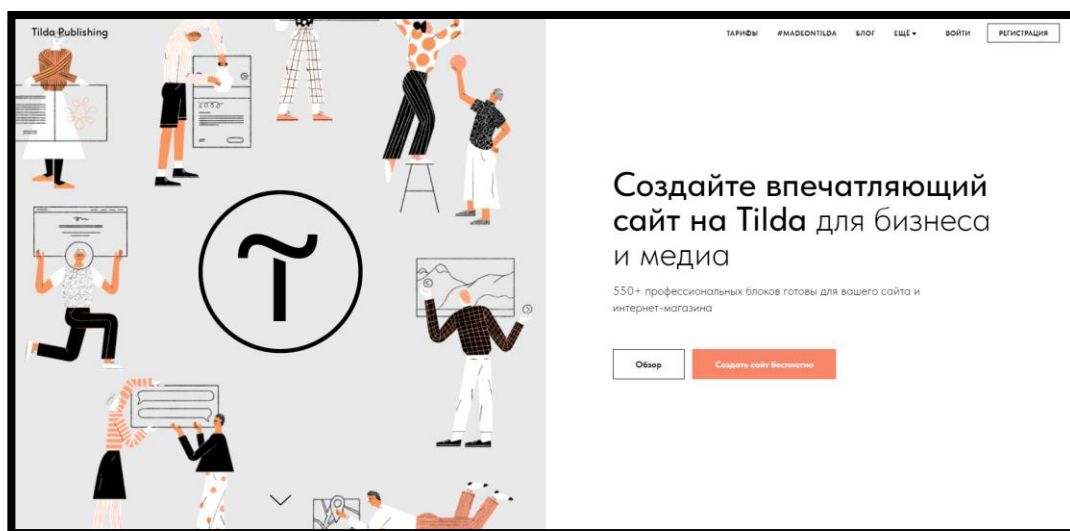 Tilda Publishing
ТАРИФЫ #MADEONTILDA БЛОГ ЕЩЁ ВОЙТИ РЕГИСТРАЦИЯ
Создайте впечатляющий
сайт на Tilda для бизнеса
и медиа
550+ профессиональных блоков готовы для вашего сайта и
интернет-магазина
Обзор Создать сайт бесплатно